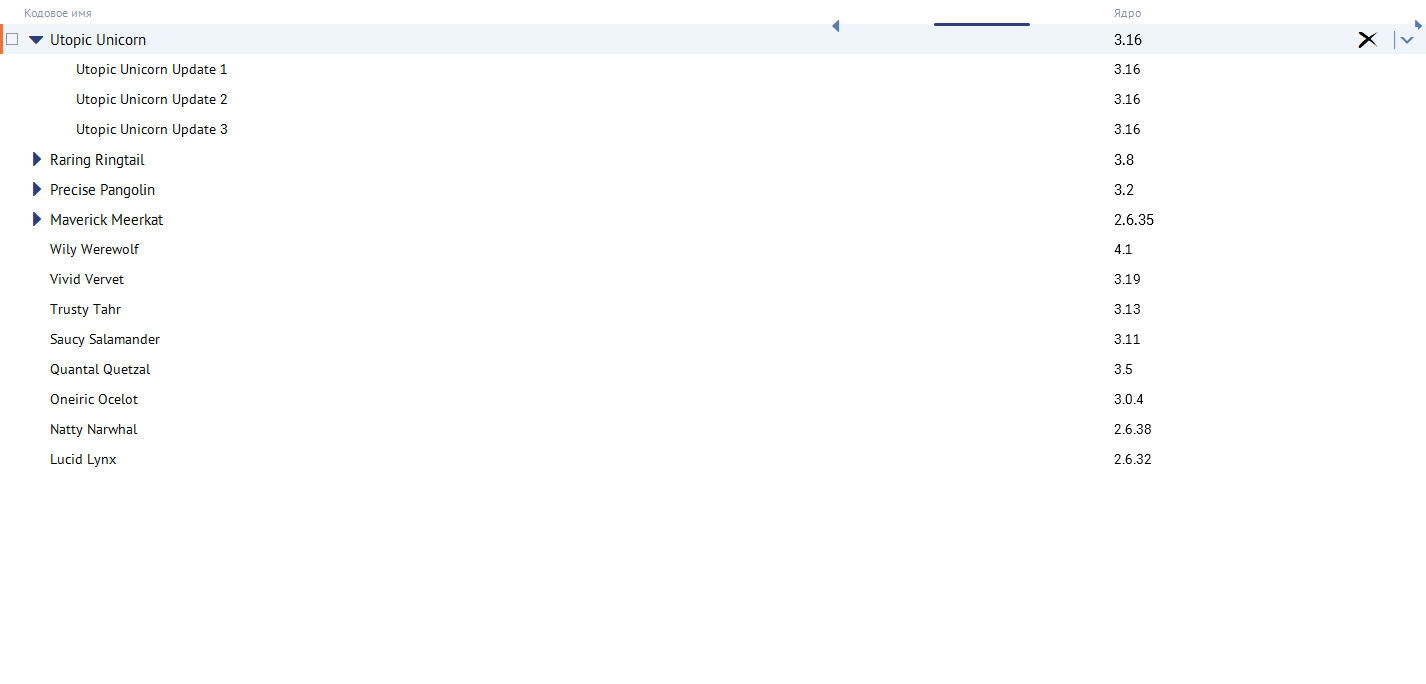 Кодовое имя Ядро
Utopic Unicorn 3.16
Utopic Unicorn Update 1 3.16
Utopic Unicorn Update 2 3.16
Utopic Unicorn Update 3 3.16
Raring Ringtail 3.8
Precise Pangolin 3.2
Maverick Meerkat 2.6.35
Wily Werewolf 4.1
Vivid Vervet 3.19
Trusty Tahr 3.13
Saucy Salamander 3.11
Quantal Quetzal 3.5
Oneiric Ocelot 3.0.4
Natty Narwhal 2.6.38
Lucid Lynx 2.6.32